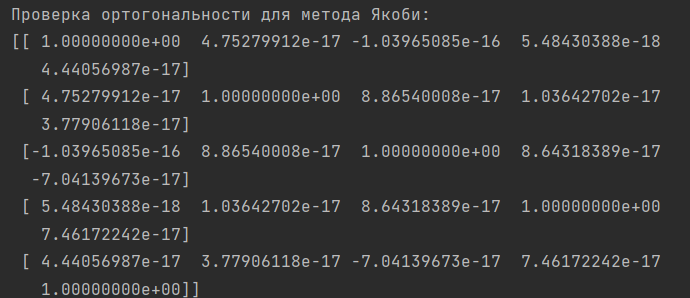 Проверка ортогональности для метода Якоби:
[[ 1.00000000e+00  4.75279912e-17 -1.03965085e-16  5.48430388e-18
   4.44056987e-17]
 [ 4.75279912e-17  1.00000000e+00  8.86540008e-17  1.03642702e-17
   3.77906118e-17]
 [-1.03965085e-16  8.86540008e-17  1.00000000e+00  8.64318389e-17
  -7.04139673e-17]
 [ 5.48430388e-18  1.03642702e-17  8.64318389e-17  1.00000000e+00
   7.46172242e-17]
 [ 4.44056987e-17  3.77906118e-17 -7.04139673e-17  7.46172242e-17
   1.00000000e+00]]